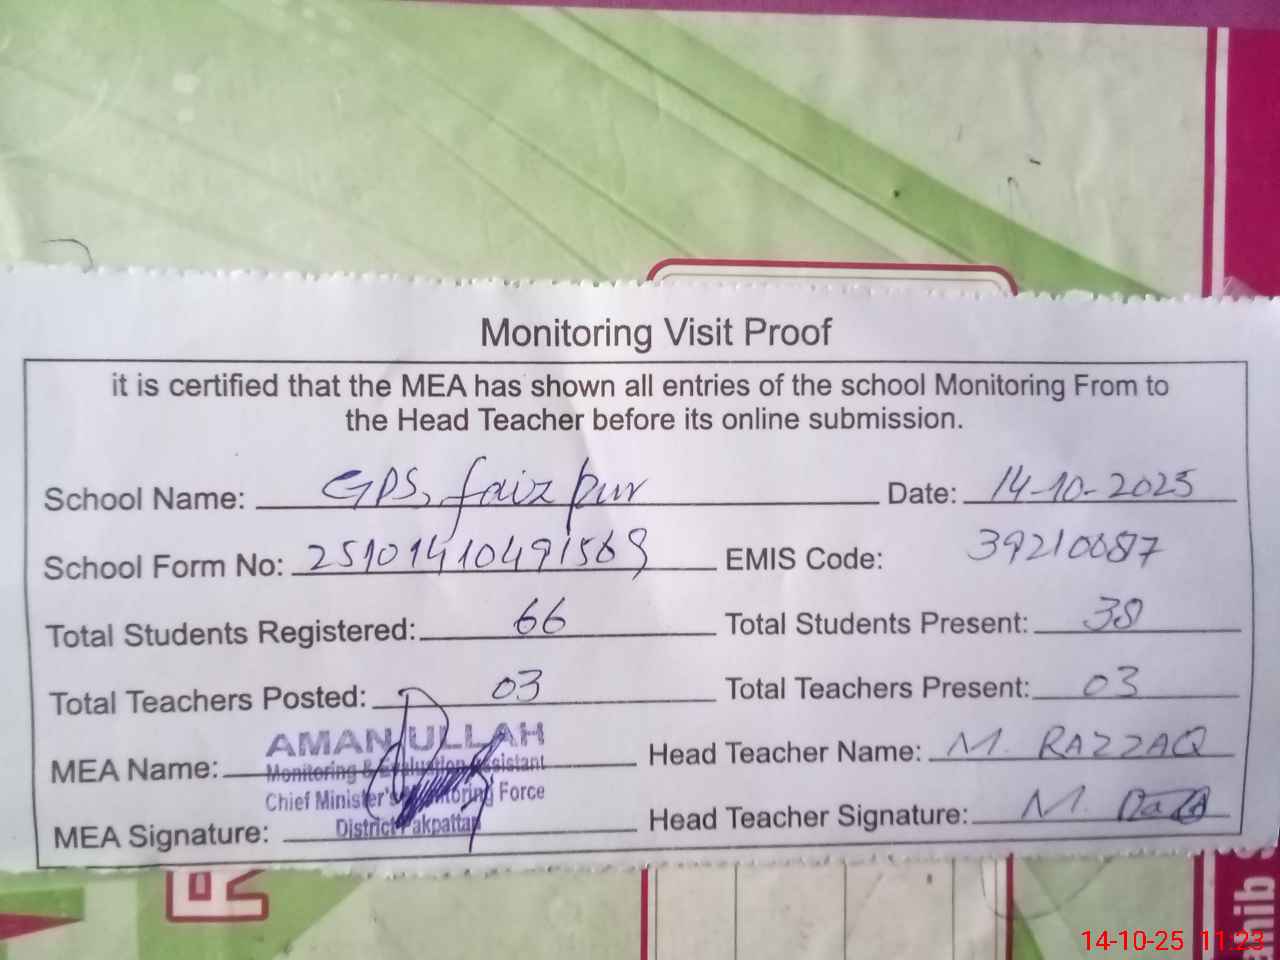 Monitoring Visit Proof
it is certified that the MEA has shown all entries of the school Monitoring From to
the Head Teacher before its online submission.
School Name: GPS, faiz pur Date: 14-10-2025
School Form No: 25101410491569 EMIS Code: 39210087
Total Students Registered: 66 Total Students Present: 38
Total Teachers Posted: 03 Total Teachers Present: 03
MEA Name: AMAN ULLAH Head Teacher Name: M. RAZZAQ
Monitoring & Evaluation Assistant
Chief Minister's Monitoring Force
District Pakpattan
MEA Signature: Head Teacher Signature: M.
14-10-25 11:23